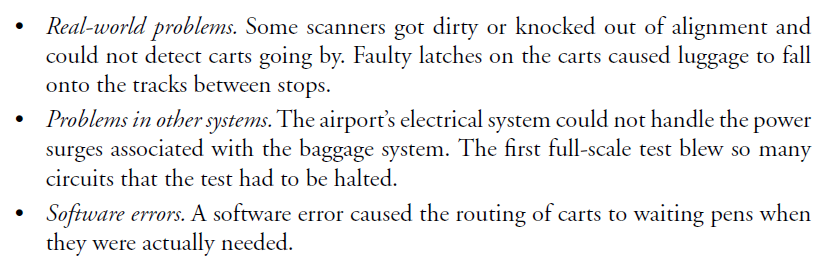 • Real-world problems. Some scanners got dirty or knocked out of alignment and
could not detect carts going by. Faulty latches on the carts caused luggage to fall
onto the tracks between stops.
• Problems in other systems. The airport’s electrical system could not handle the power
surges associated with the baggage system. The first full-scale test blew so many
circuits that the test had to be halted.
• Software errors. A software error caused the routing of carts to waiting pens when
they were actually needed.